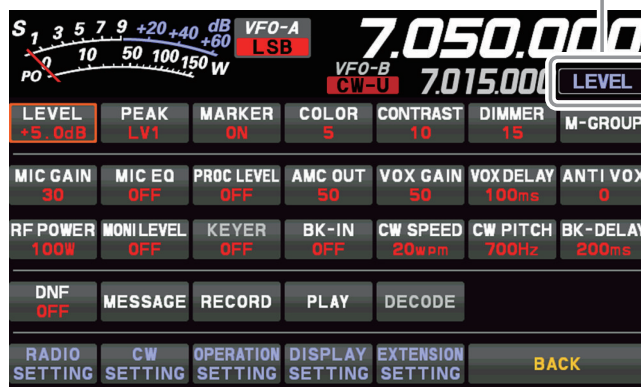 S 1 3 5 7 9 +20 +40 +60 dB
PO 0 10 50 100 150 W
VFO-A
LSB
7.050.000
VFO-B
CW-U
7.015.000
LEVEL
LEVEL PEAK MARKER COLOR CONTRAST DIMMER M-GROUP
+5.0dB LV1 ON 5 10 15
MIC GAIN MIC EQ PROC LEVEL AMC OUT VOX GAIN VOX DELAY ANTI VOX
30 OFF OFF 50 50 100ms 0
RF POWER MONI LEVEL KEYER BK-IN CW SPEED CW PITCH BK-DELAY
100W OFF OFF OFF 20wpm 700Hz 200ms
DNF MESSAGE RECORD PLAY DECODE
OFF
RADIO CW OPERATION DISPLAY EXTENSION BACK
SETTING SETTING SETTING SETTING SETTING